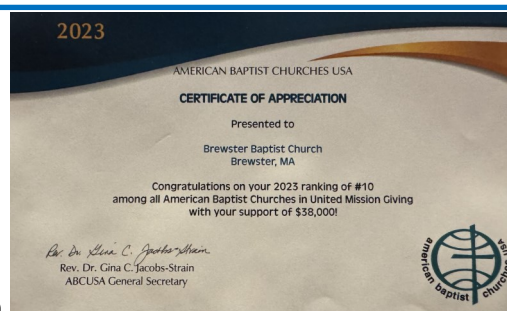 2023
AMERICAN BAPTIST CHURCHES USA
CERTIFICATE OF APPRECIATION
Presented to
Brewster Baptist Church
Brewster, MA
Congratulations on your 2023 ranking of #10
among all American Baptist Churches in United Mission Giving
with your support of $38,000!
Rev. Dr. Gina C. Jacobs-Strain
Rev. Dr. Gina C. Jacobs-Strain
ABCUSA General Secretary
american baptist churches USA